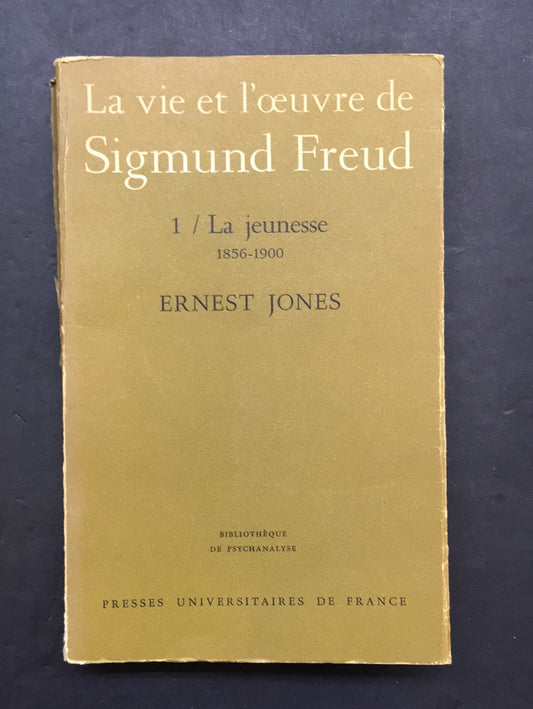 La vie et l'œuvre de
Sigmund Freud
1 / La jeunesse
1856-1900
ERNEST JONES
BIBLIOTHÈQUE
DE PSYCHANALYSE
PRESSES UNIVERSITAIRES DE FRANCE